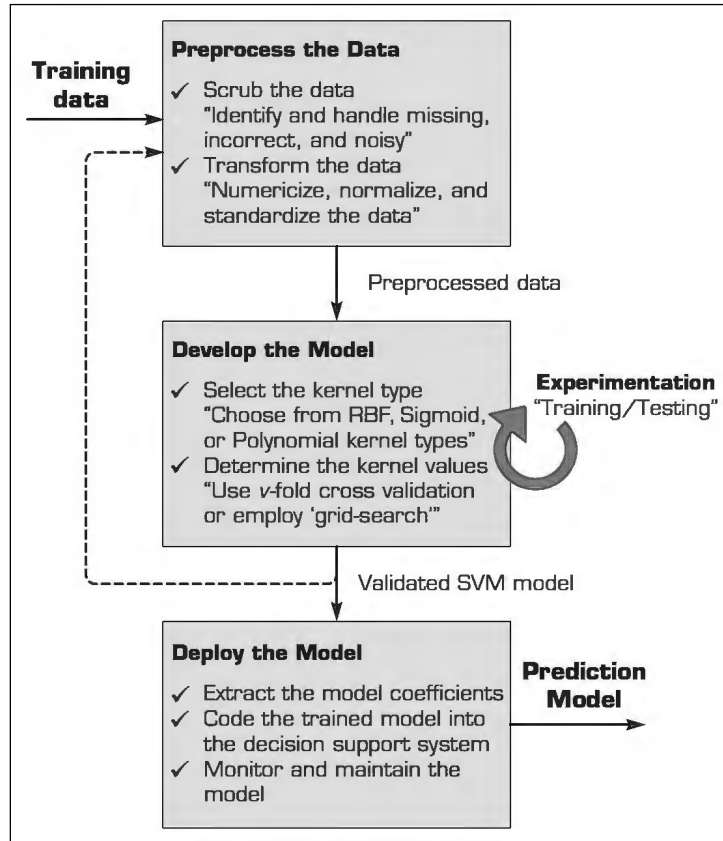 Training
data
Preprocess the Data
✓ Scrub the data
"Identify and handle missing,
incorrect, and noisy"
✓ Transform the data
"Numericize, normalize, and
standardize the data"
Preprocessed data
Develop the Model
✓ Select the kernel type
"Choose from RBF, Sigmoid,
or Polynomial kernel types"
✓ Determine the kernel values
"Use v-fold cross validation
or employ 'grid-search'"
Experimentation
"Training/Testing"
Validated SVM model
Deploy the Model
✓ Extract the model coefficients
✓ Code the trained model into
the decision support system
✓ Monitor and maintain the
model
Prediction
Model